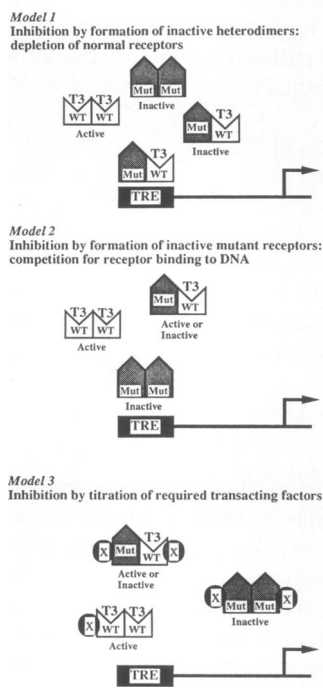 Model 1
Inhibition by formation of inactive heterodimers:
depletion of normal receptors
Mut Mut
Inactive
T3 T3
WT WT
Active
T3
Mut WT
Inactive
T3
Mut WT
TRE
Model 2
Inhibition by formation of inactive mutant receptors:
competition for receptor binding to DNA
T3
Mut WT
Active or
Inactive
T3 T3
WT WT
Active
Mut Mut
Inactive
TRE
Model 3
Inhibition by titration of required transacting factors
T3
X Mut WT X
Active or
Inactive
X Mut Mut X
Inactive
T3 T3
X WT WT
Active
TRE